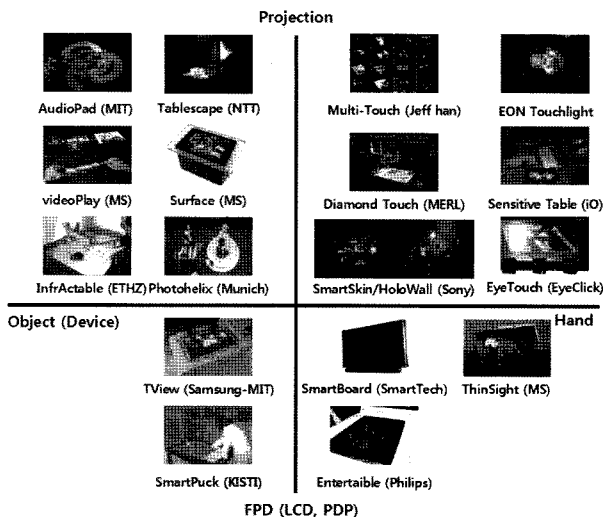 Projection
AudioPad (MIT) Tablescape (NTT) Multi-Touch (Jeff han) EON Touchlight
videoPlay (MS) Surface (MS) Diamond Touch (MERL) Sensitive Table (iO)
InfrActable (ETHZ) Photohelix (Munich) SmartSkin/HoloWall (Sony) EyeTouch (EyeClick)
Object (Device) Hand
TView (Samsung-MIT) SmartBoard (SmartTech) ThinSight (MS)
SmartPuck (KISTI) Entertaible (Philips)
FPD (LCD, PDP)